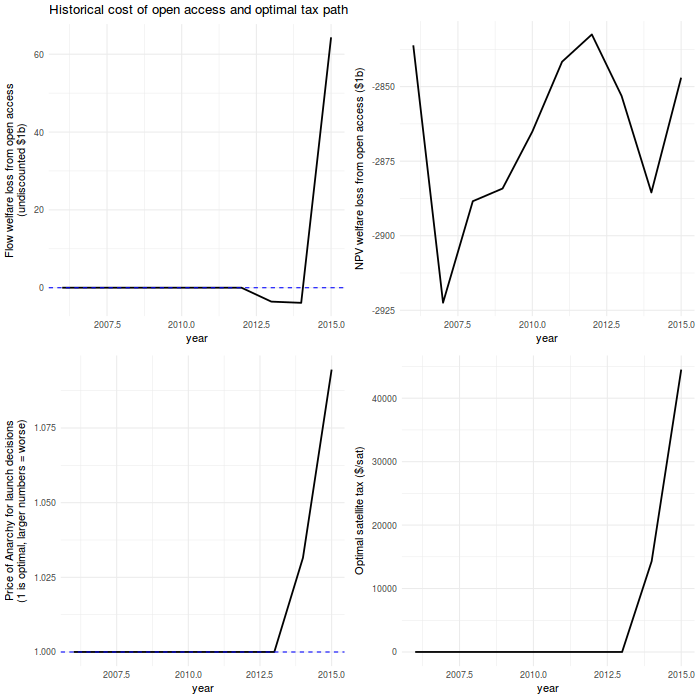 Historical cost of open access and optimal tax path
Flow welfare loss from open access
(undiscounted $1b)
60
40
20
0
2007.5 2010.0 2012.5 2015.0
year
NPV welfare loss from open access ($1b)
-2850
-2875
-2900
-2925
2007.5 2010.0 2012.5 2015.0
year
Price of Anarchy for launch decisions
(1 is optimal, larger numbers = worse)
1.075
1.050
1.025
1.000
2007.5 2010.0 2012.5 2015.0
year
Optimal satellite tax ($/sat)
40000
30000
20000
10000
0
2007.5 2010.0 2012.5 2015.0
year